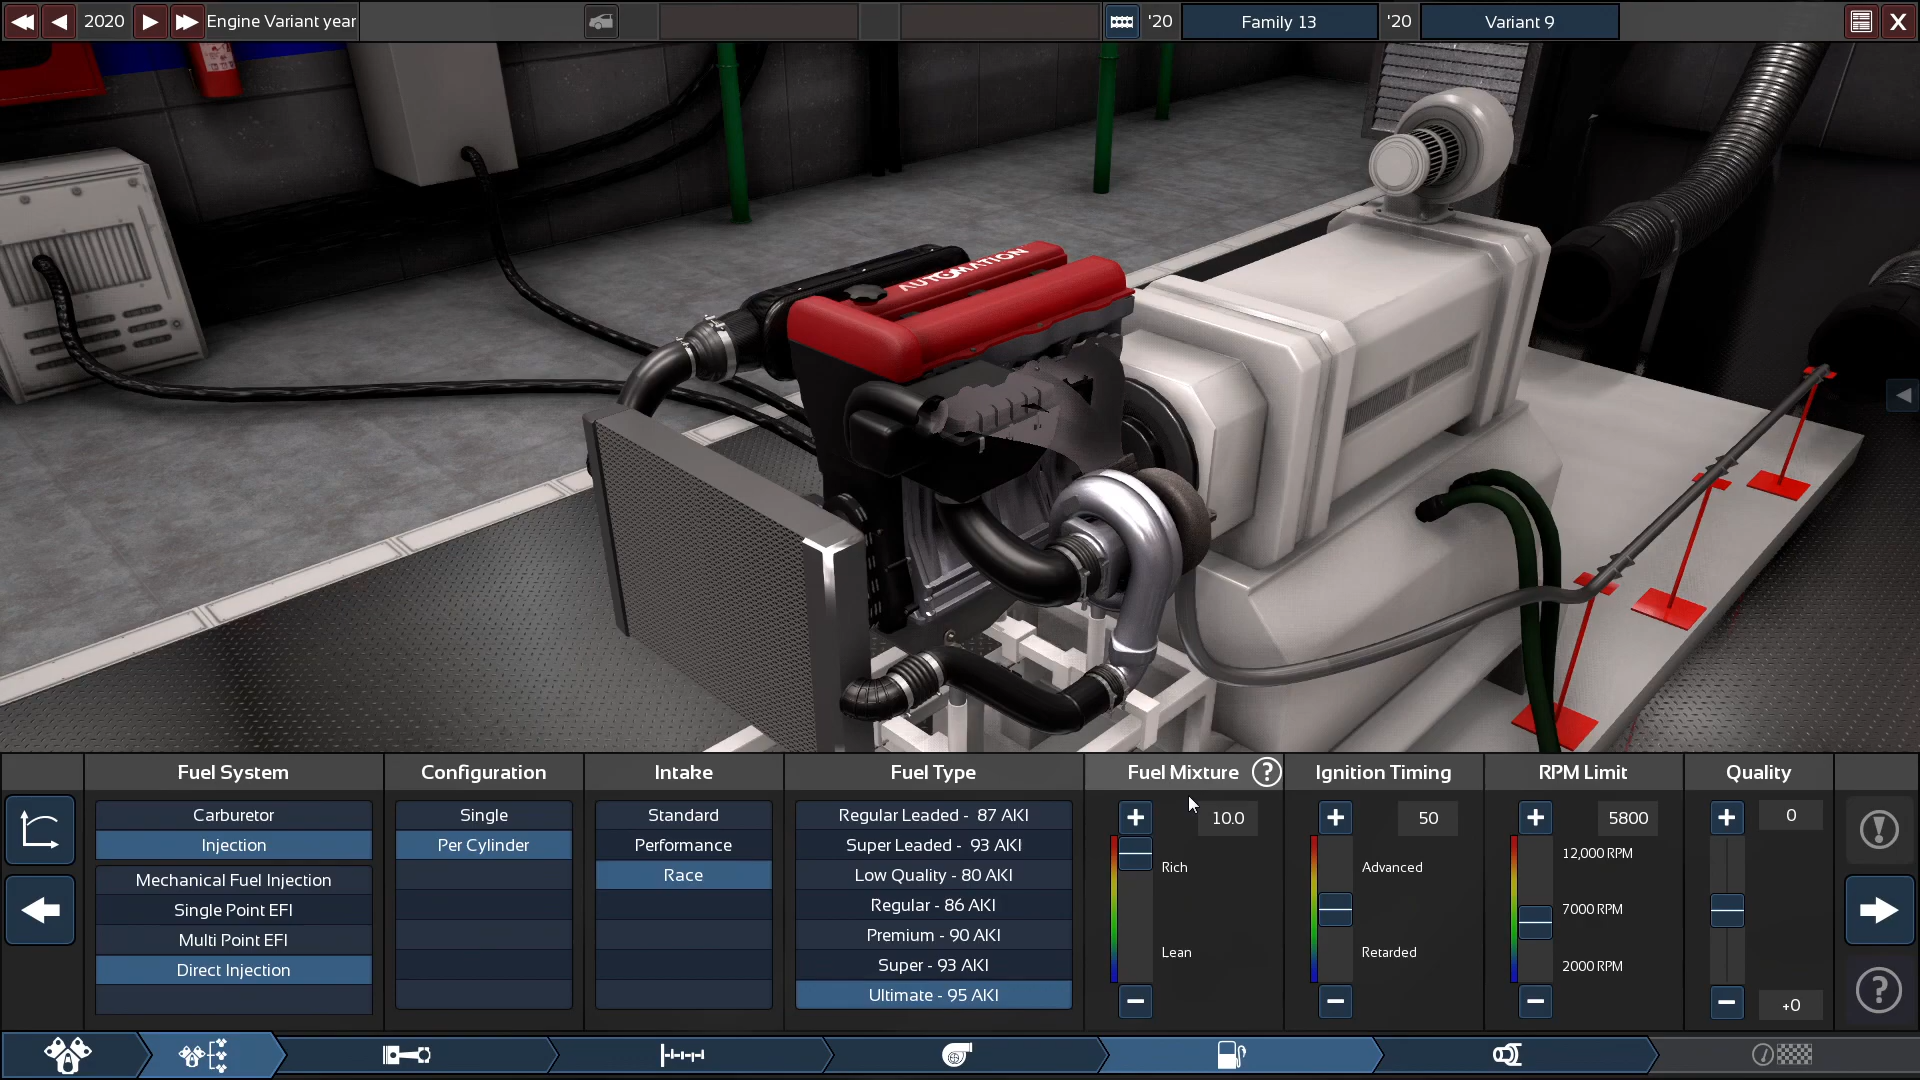 2020 Engine Variant year '20 Family 13 '20 Variant 9 X
AUTOMATION
Fuel System
Carburetor
Injection
Mechanical Fuel Injection
Single Point EFI
Multi Point EFI
Direct Injection
Configuration
Single
Per Cylinder
Intake
Standard
Performance
Race
Fuel Type
Regular Leaded - 87 AKI
Super Leaded - 93 AKI
Low Quality - 80 AKI
Regular - 86 AKI
Premium - 90 AKI
Super - 93 AKI
Ultimate - 95 AKI
Fuel Mixture ?
+ 10.0
Rich
Lean
−
Ignition Timing
+ 50
Advanced
Retarded
−
RPM Limit
+ 5800
12,000 RPM
7000 RPM
2000 RPM
−
Quality
+ 0
− +0
!
?